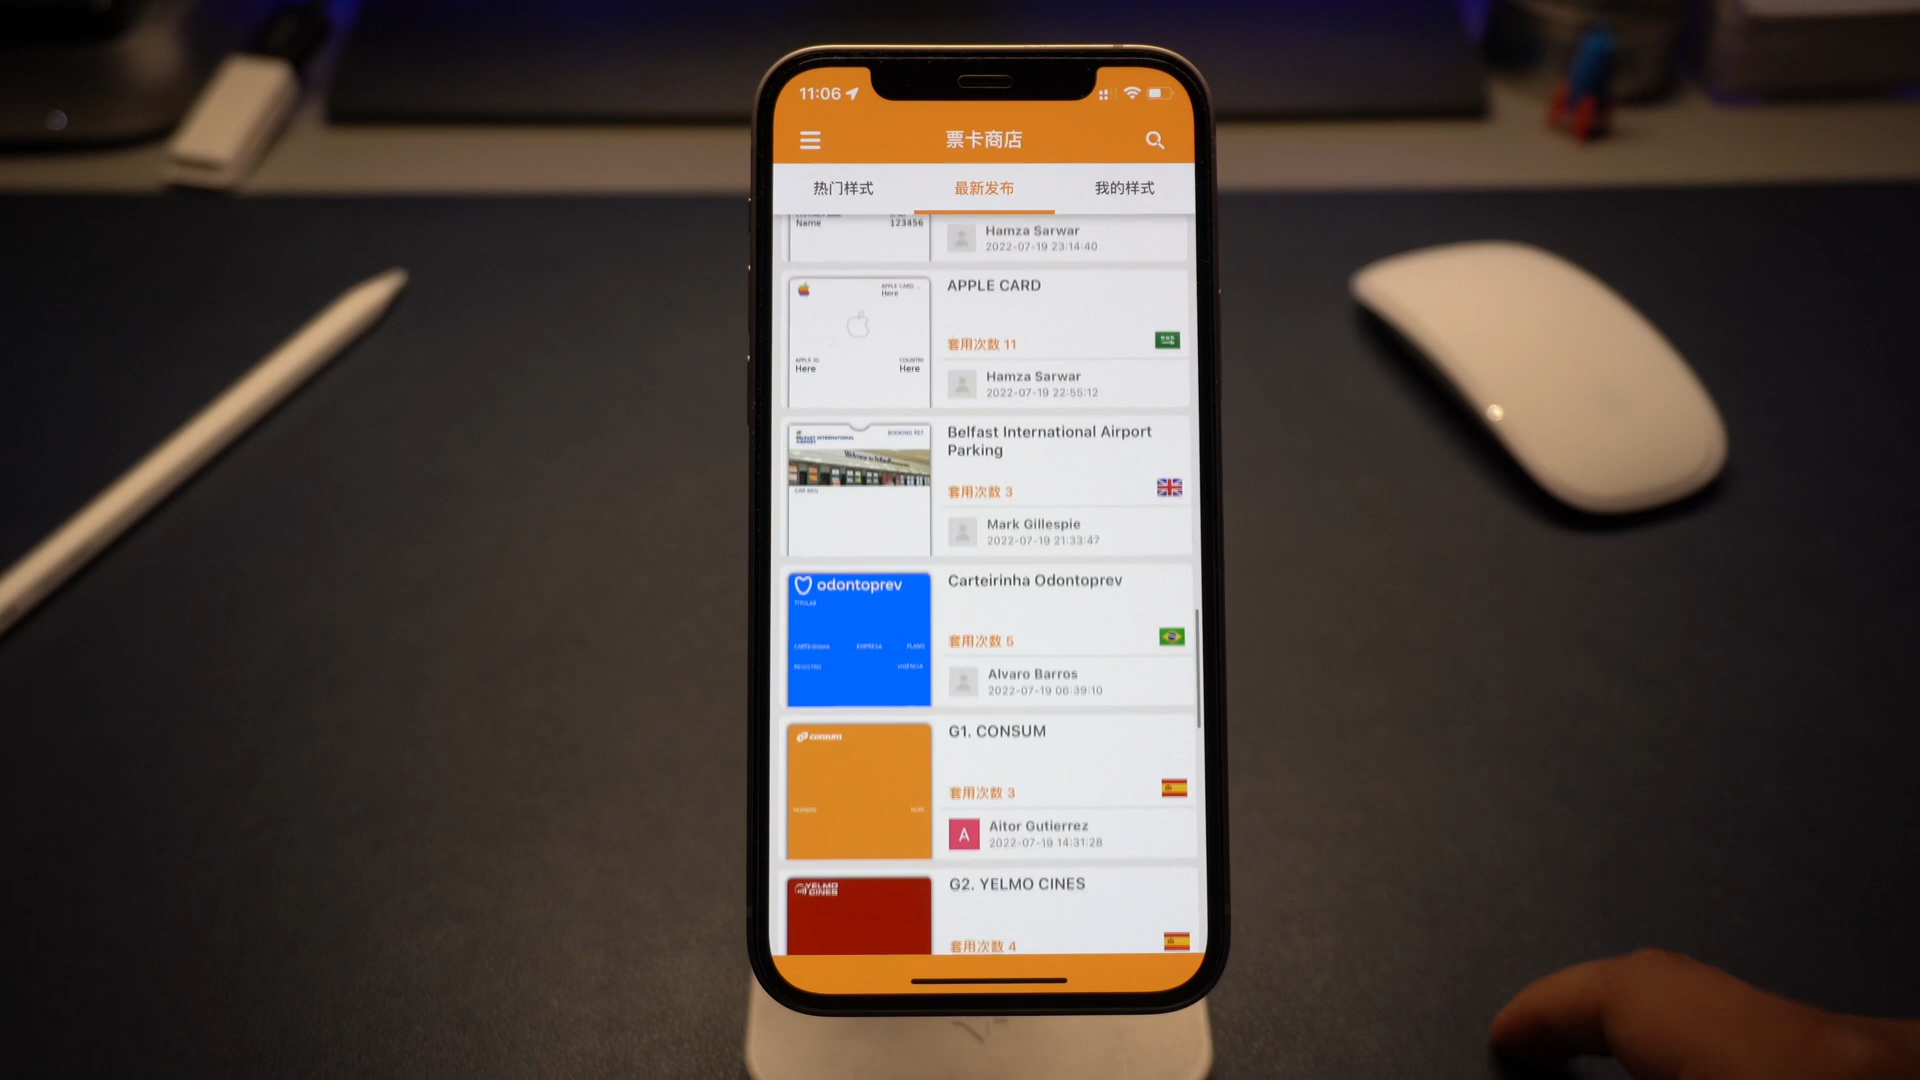 11:06
票卡商店
热门样式
最新发布
我的样式
Name
123456
Hamza Sarwar
2022-07-19 23:14:40
APPLE CARD
Here
APPLE ID
Here
COUNTRY
Here
APPLE CARD
套用次数 11
Hamza Sarwar
2022-07-19 22:55:12
BELFAST INTERNATIONAL
AIRPORT
BOOKING REF
CAR REG
Belfast International Airport
Parking
套用次数 3
Mark Gillespie
2022-07-19 21:33:47
odontoprev
TITULAR
CARTEIRINHA
EMPRESA
PLANO
REGISTRO
VIGÊNCIA
Carteirinha Odontoprev
套用次数 5
Alvaro Barros
2022-07-19 06:39:10
consum
G1. CONSUM
套用次数 3
A
Aitor Gutierrez
2022-07-19 14:31:28
YELMO
CINES
G2. YELMO CINES
套用次数 4